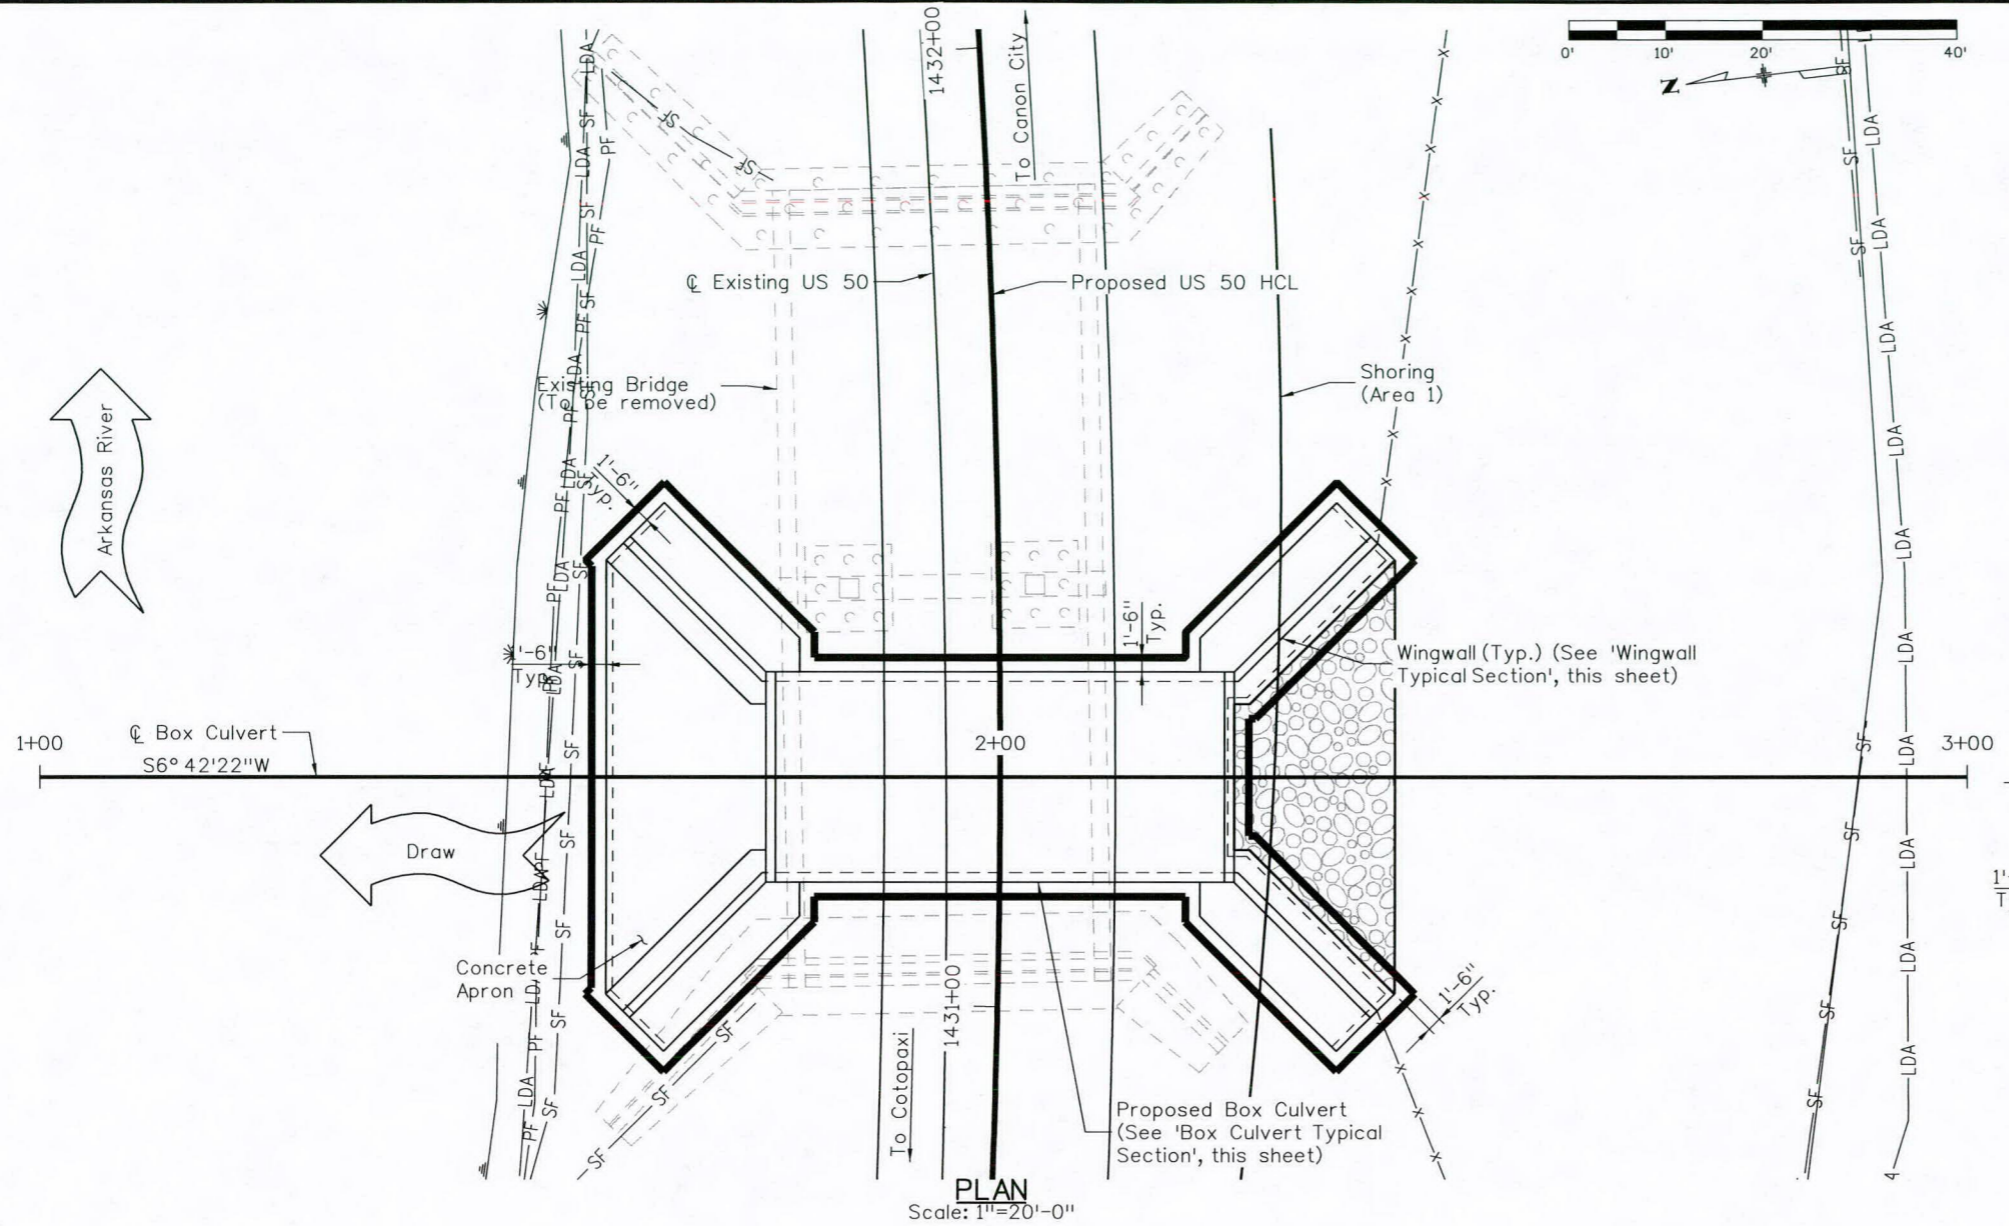 0' 10' 20' 40'
N
1432+00
To Canon City
℄ Existing US 50
Proposed US 50 HCL
Existing Bridge
(To be removed)
Shoring
(Area 1)
Arkansas River
1'-6"
Typ.
1'-6"
Typ.
1'-6"
Typ.
Wingwall (Typ.) (See 'Wingwall
Typical Section', this sheet)
1+00
℄ Box Culvert
S6° 42'22"W
2+00
3+00
Draw
Concrete
Apron
1'-6"
Typ.
1431+00
To Cotopaxi
Proposed Box Culvert
(See 'Box Culvert Typical
Section', this sheet)
PLAN
Scale: 1"=20'-0"
SF
LDA
PF